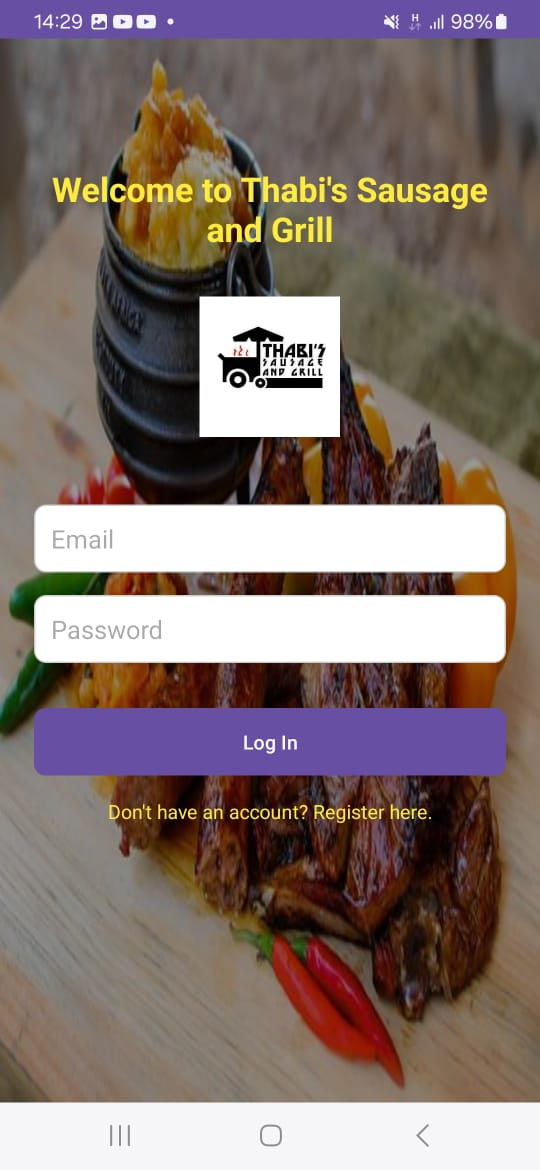 14:29
H
98%
Welcome to Thabi's Sausage
and Grill
THABI'S
SAUSAGE
AND GRILL
Email
Password
Log In
Don't have an account? Register here.